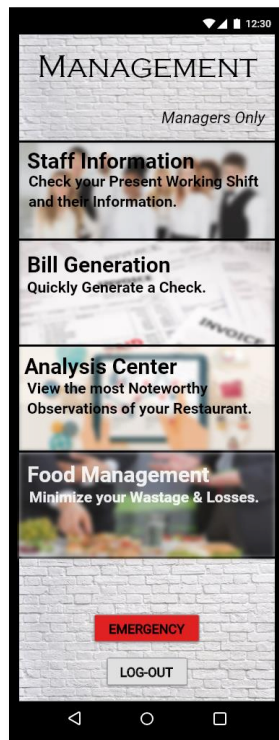 12:30
MANAGEMENT
Managers Only
Staff Information
Check your Present Working Shift
and their Information.
Bill Generation
Quickly Generate a Check.
INVOICE
Analysis Center
View the most Noteworthy
Observations of your Restaurant.
Food Management
Minimize your Wastage & Losses.
EMERGENCY
LOG-OUT